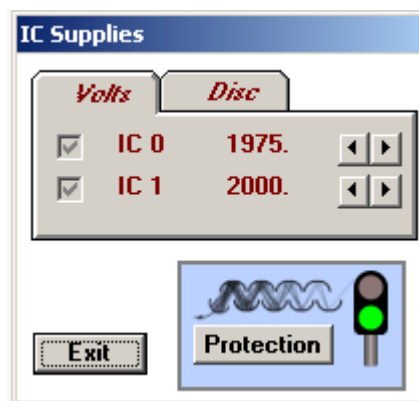 IC Supplies
Volts Disc
IC 0 1975.
IC 1 2000.
Protection
Exit